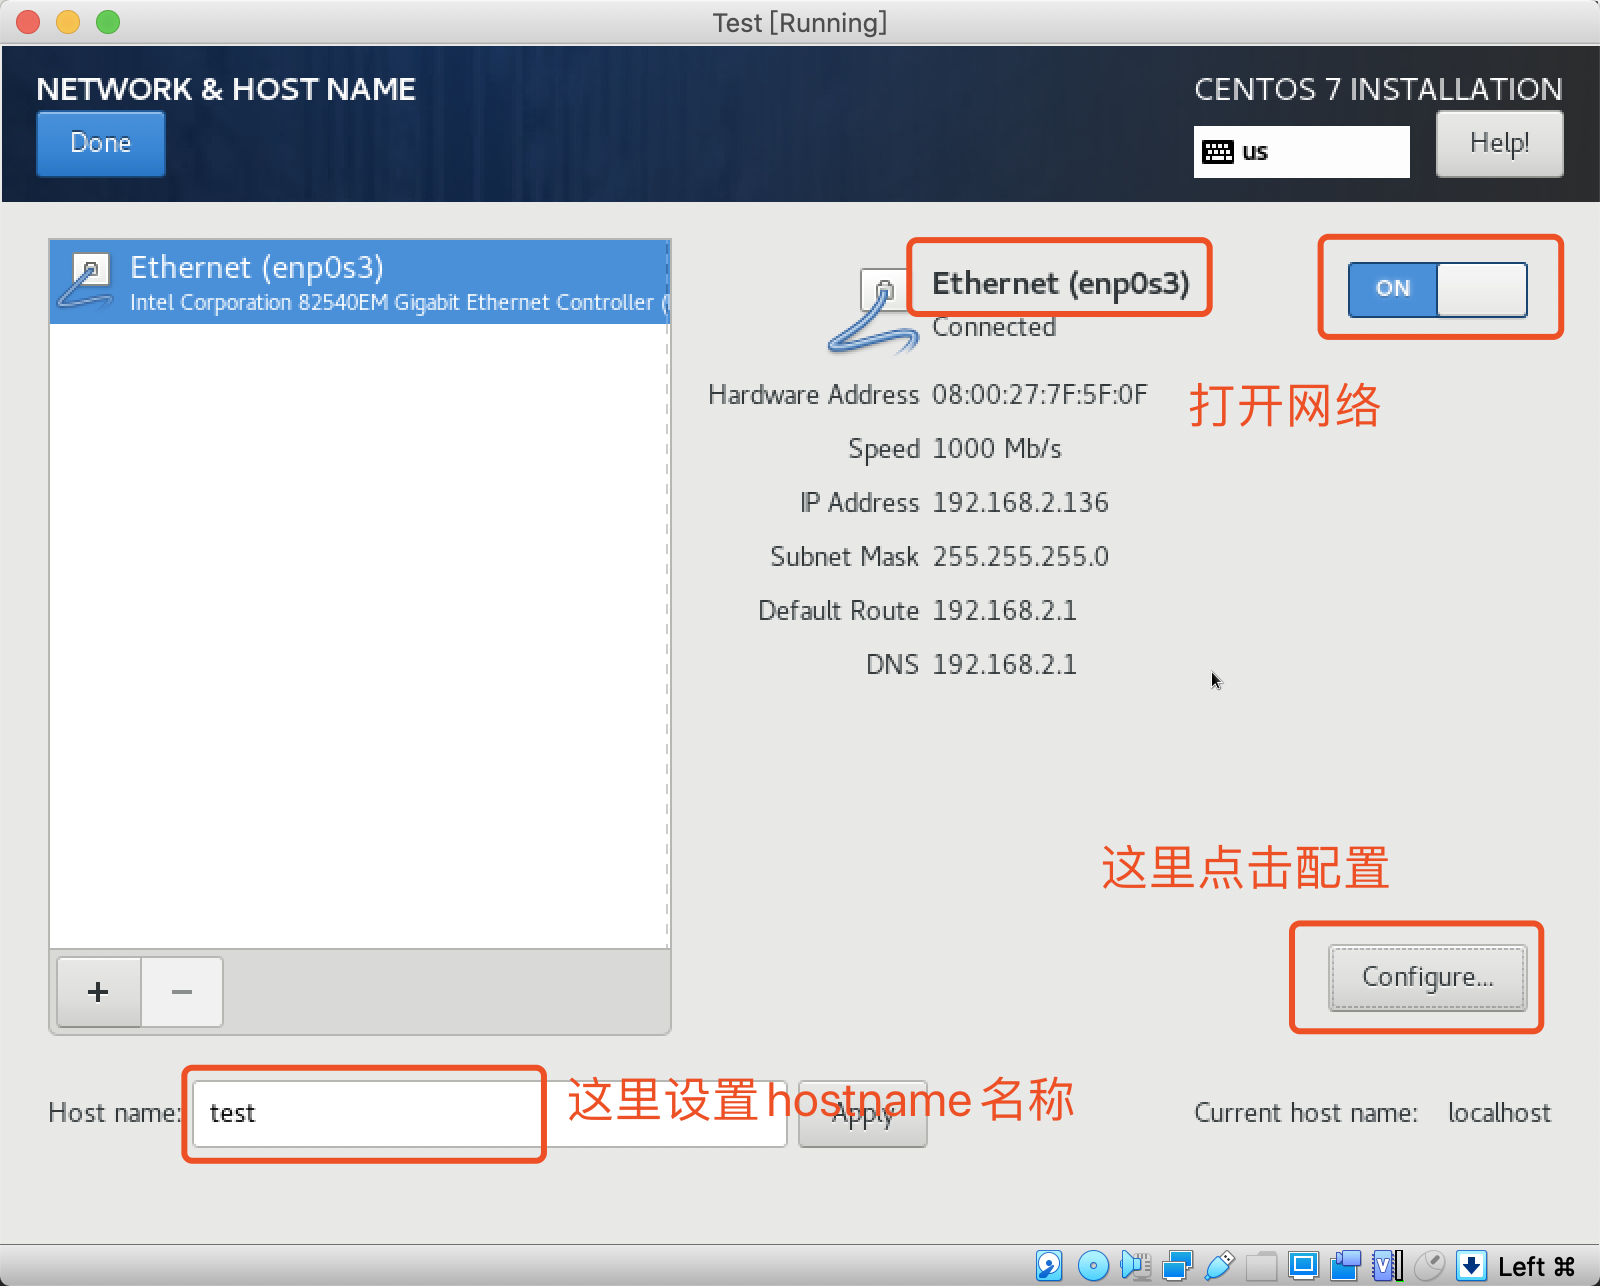 Test [Running]
NETWORK & HOST NAME
CENTOS 7 INSTALLATION
Done
us
Help!
Ethernet (enp0s3)
Intel Corporation 82540EM Gigabit Ethernet Controller (
Ethernet (enp0s3)
Connected
ON
打开网络
Hardware Address 08:00:27:7F:5F:0F
Speed 1000 Mb/s
IP Address 192.168.2.136
Subnet Mask 255.255.255.0
Default Route 192.168.2.1
DNS 192.168.2.1
这里点击配置
Configure...
+ −
Host name: test
这里设置hostname名称
Apply
Current host name: localhost
Left ⌘